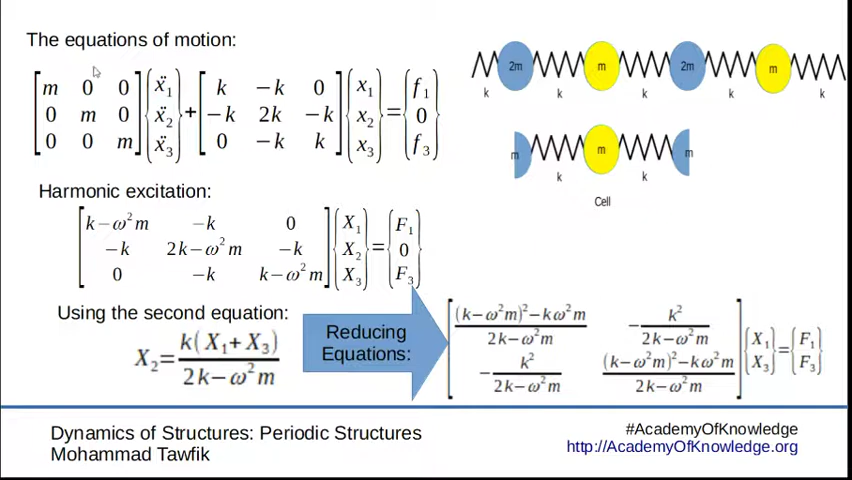 The equations of motion:
[m 0 0; 0 m 0; 0 0 m] {ẍ₁; ẍ₂; ẍ₃} + [k −k 0; −k 2k −k; 0 −k k] {x₁; x₂; x₃} = {f₁; 0; f₃}
2m m 2m m
k k k k k
m m m
k k
Cell
Harmonic excitation:
[k−ω²m −k 0; −k 2k−ω²m −k; 0 −k k−ω²m] {X₁; X₂; X₃} = {F₁; 0; F₃}
Using the second equation:
X₂= k(X₁+X₃) / 2k−ω²m
Reducing
Equations:
[((k−ω²m)²−kω²m) / (2k−ω²m) −k² / (2k−ω²m); −k² / (2k−ω²m) ((k−ω²m)²−kω²m) / (2k−ω²m)] {X₁; X₃} = {F₁; F₃}
Dynamics of Structures: Periodic Structures
Mohammad Tawfik
#AcademyOfKnowledge
http://AcademyOfKnowledge.org